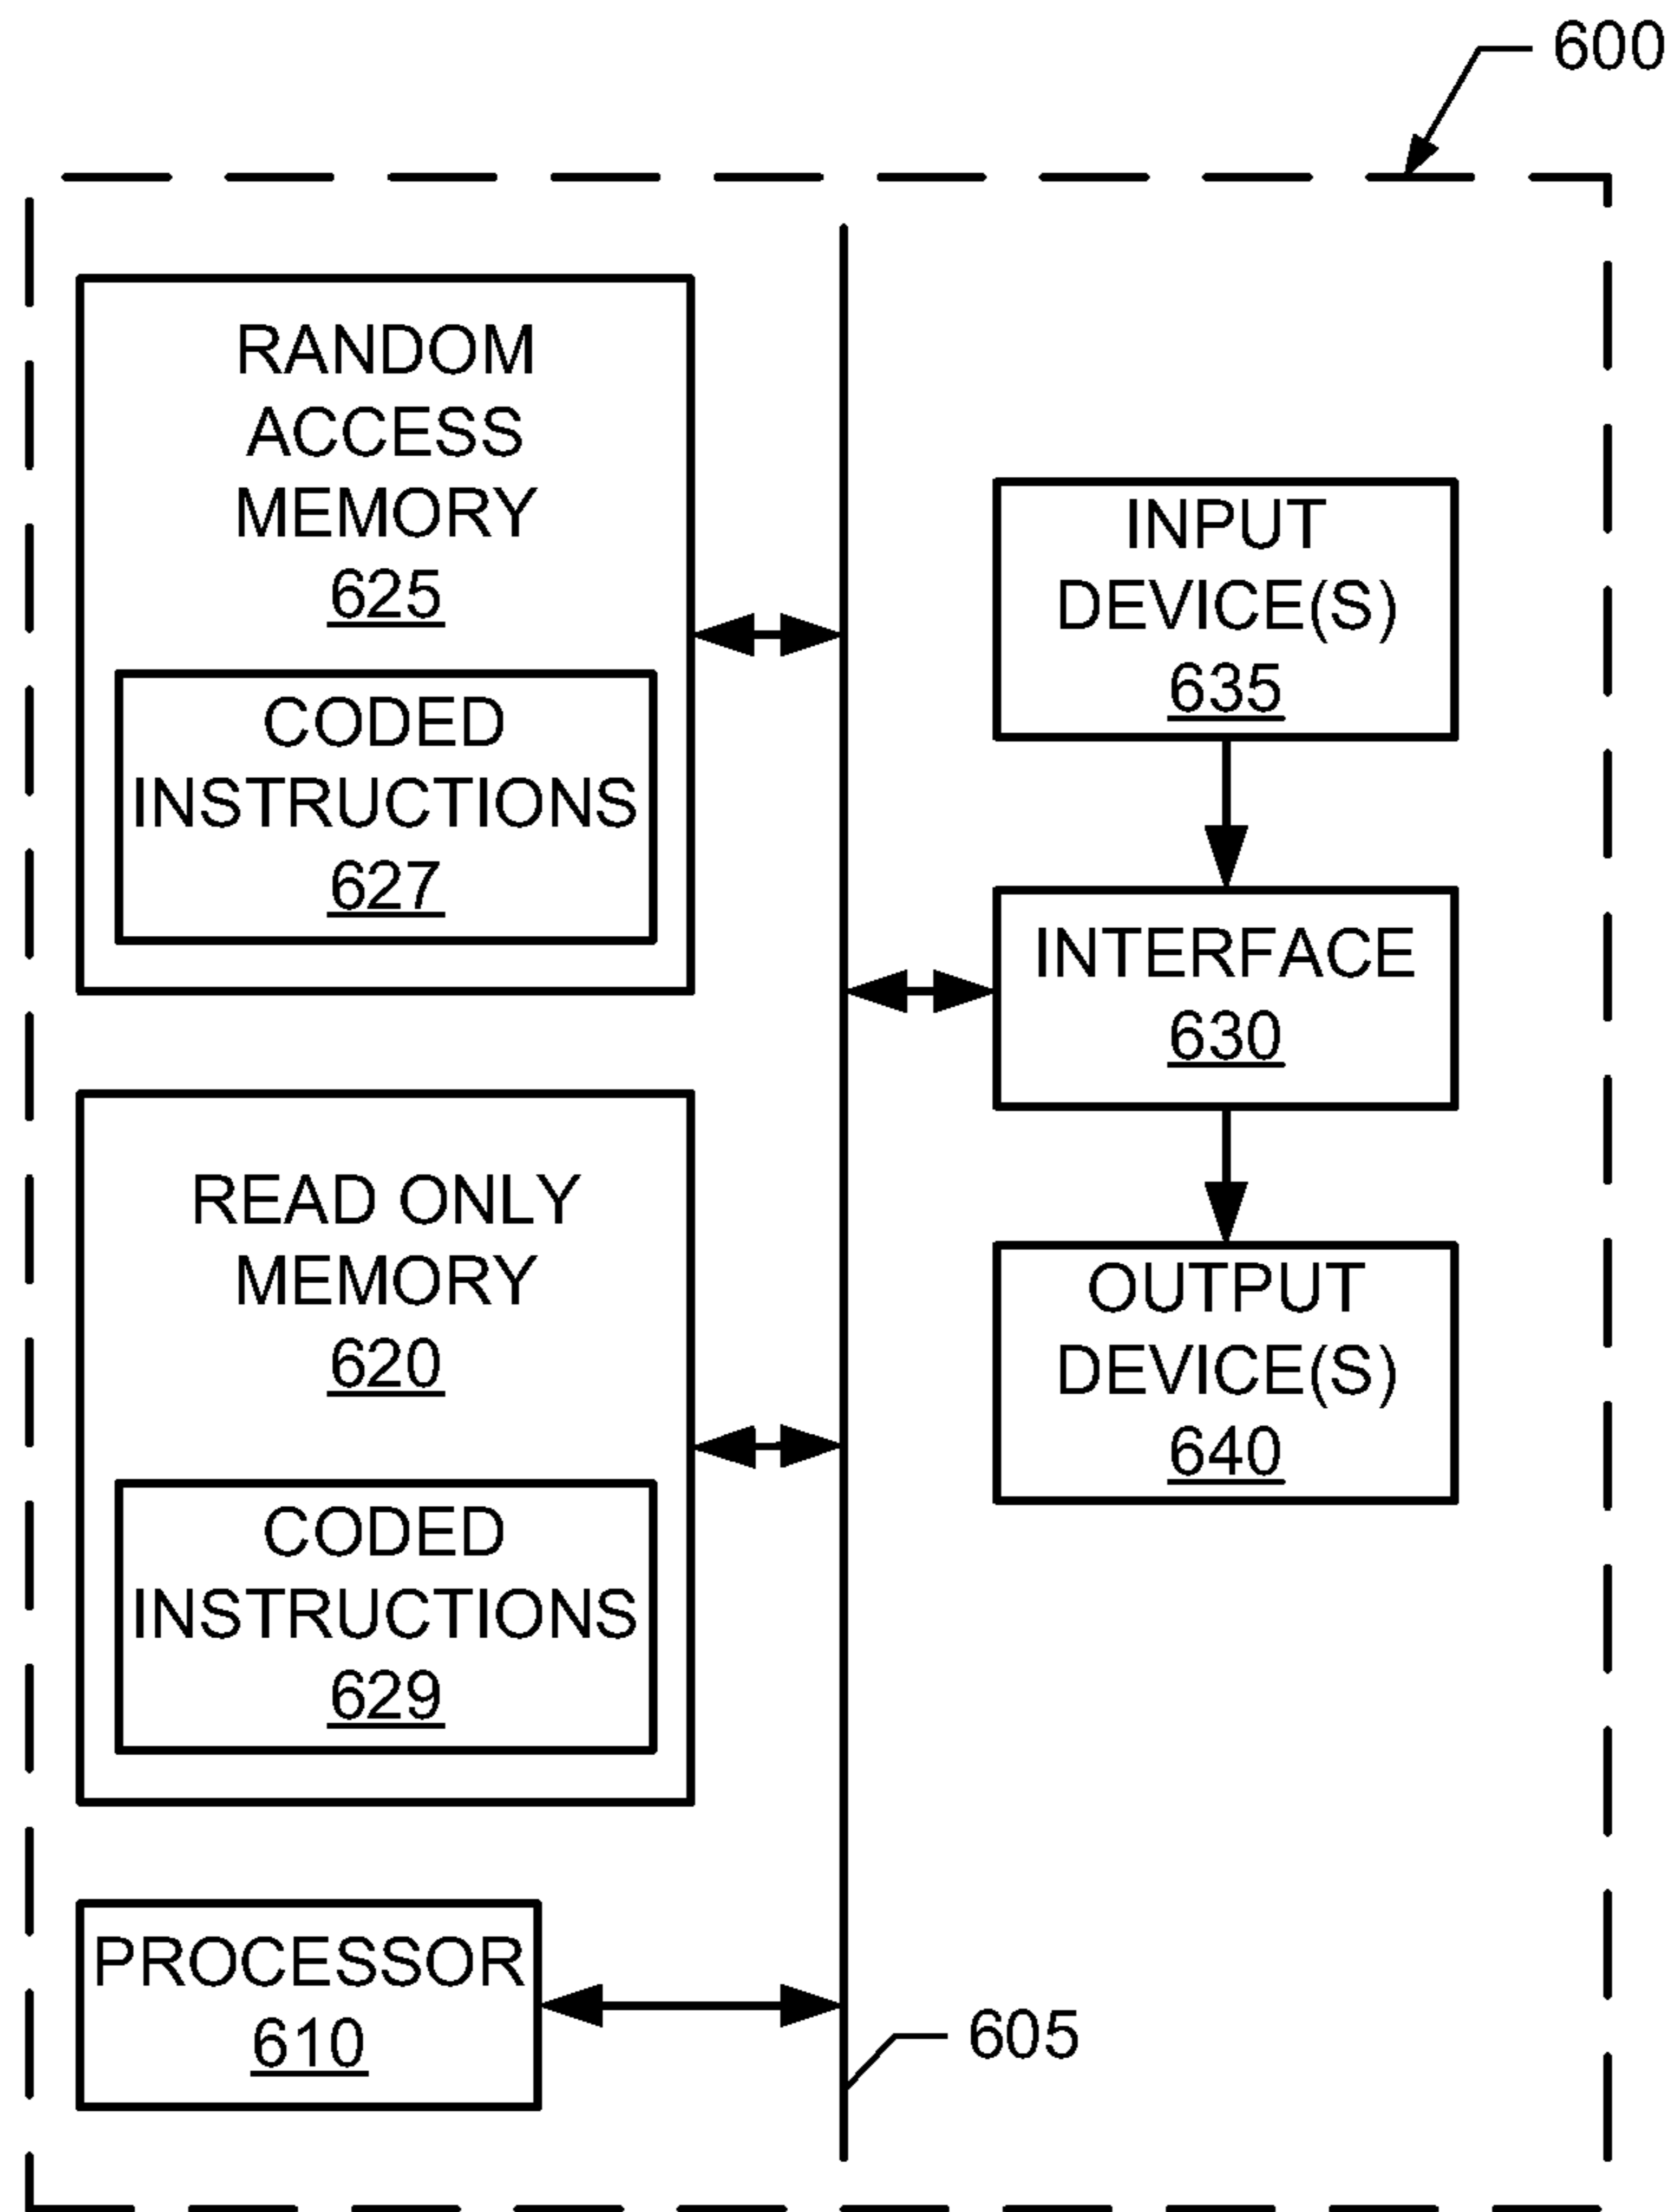 600
RANDOM
ACCESS
MEMORY
625
CODED
INSTRUCTIONS
627
READ ONLY
MEMORY
620
CODED
INSTRUCTIONS
629
PROCESSOR
610
INPUT
DEVICE(S)
635
INTERFACE
630
OUTPUT
DEVICE(S)
640
605